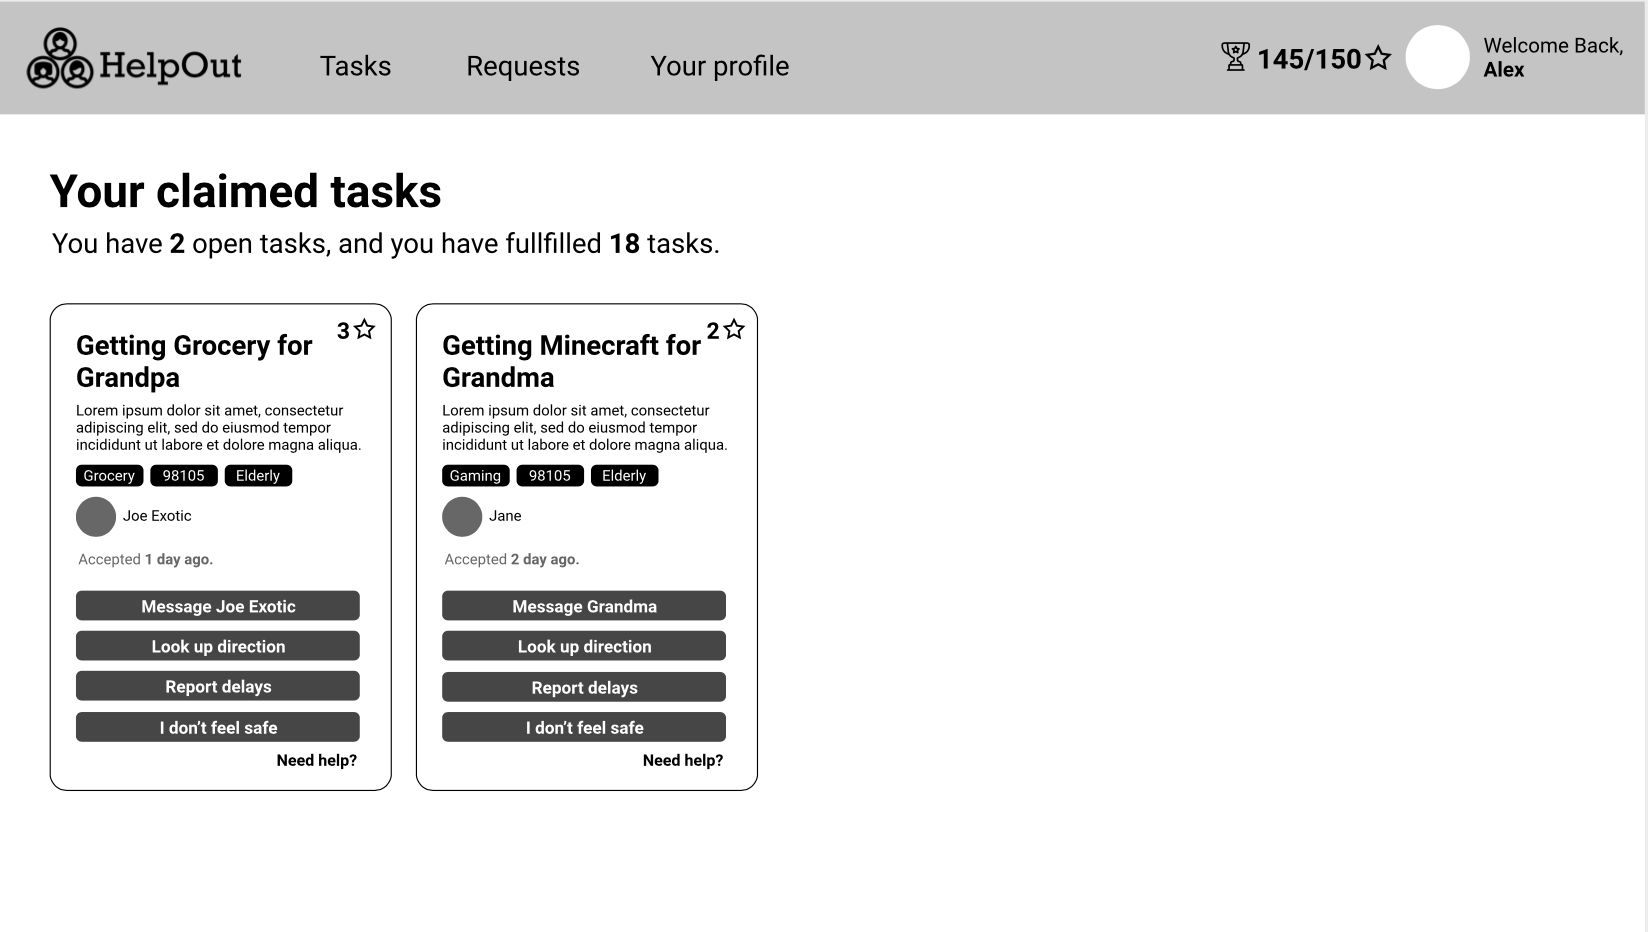 HelpOut
Tasks
Requests
Your profile
145/150
Welcome Back,
Alex
Your claimed tasks
You have 2 open tasks, and you have fullfilled 18 tasks.
3
Getting Grocery for
Grandpa
Lorem ipsum dolor sit amet, consectetur
adipiscing elit, sed do eiusmod tempor
incididunt ut labore et dolore magna aliqua.
Grocery
98105
Elderly
Joe Exotic
Accepted 1 day ago.
Message Joe Exotic
Look up direction
Report delays
I don’t feel safe
Need help?
2
Getting Minecraft for
Grandma
Lorem ipsum dolor sit amet, consectetur
adipiscing elit, sed do eiusmod tempor
incididunt ut labore et dolore magna aliqua.
Gaming
98105
Elderly
Jane
Accepted 2 day ago.
Message Grandma
Look up direction
Report delays
I don’t feel safe
Need help?